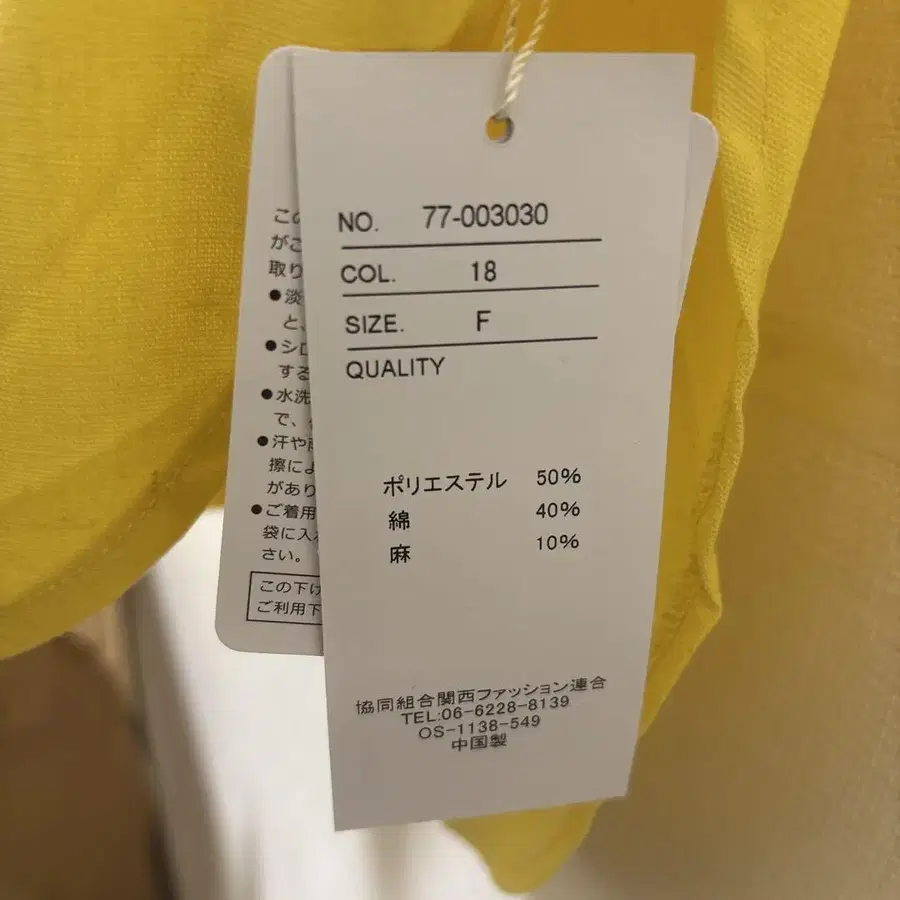 NO. 77-003030
COL. 18
SIZE. F
QUALITY
ポリエステル 50%
綿 40%
麻 10%
協同組合関西ファッション連合
TEL:06-6228-8139
OS-1138-549
中国製
この
がご
取り
●淡
と、
●シロ
する
●水洗
で、
●汗や雨
擦によ
があり
●ご着用
袋に入れ
さい。
この下げ
ご利用下